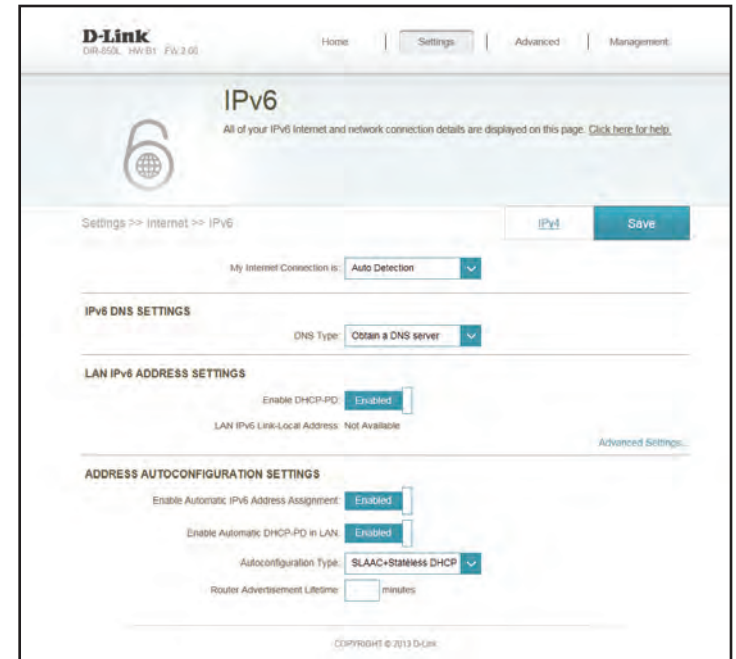 D-Link
DIR-850L HW:B1 FW:2.00
Home | Settings | Advanced | Management
IPv6
All of your IPv6 Internet and network connection details are displayed on this page. Click here for help.
Settings >> Internet >> IPv6
IPv4
Save
My Internet Connection is: Auto Detection
IPv6 DNS SETTINGS
DNS Type: Obtain a DNS server
LAN IPv6 ADDRESS SETTINGS
Enable DHCP-PD: Enabled
LAN IPv6 Link-Local Address: Not Available
Advanced Settings...
ADDRESS AUTOCONFIGURATION SETTINGS
Enable Automatic IPv6 Address Assignment: Enabled
Enable Automatic DHCP-PD in LAN: Enabled
Autoconfiguration Type: SLAAC+Stateless DHCP
Router Advertisement Lifetime: minutes
COPYRIGHT © 2013 D-Link